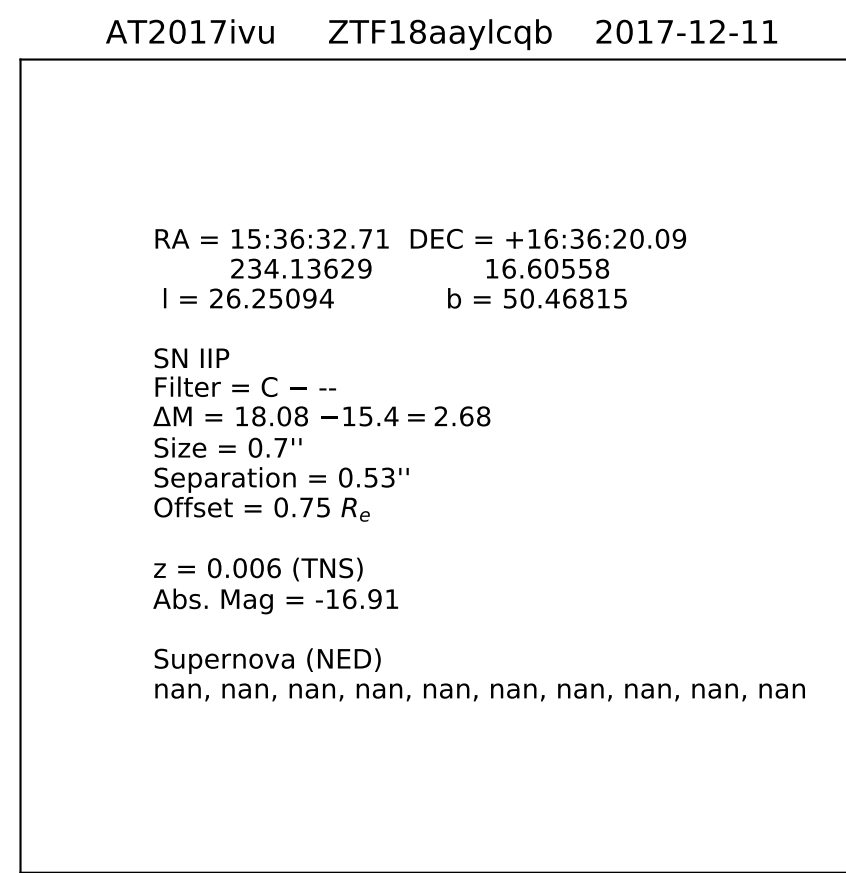 AT2017ivu ZTF18aaylcqb 2017-12-11
RA = 15:36:32.71 DEC = +16:36:20.09
234.13629 16.60558
l = 26.25094 b = 50.46815
SN IIP
Filter = C − --
ΔM = 18.08 −15.4 = 2.68
Size = 0.7''
Separation = 0.53''
Offset = 0.75 Re
z = 0.006 (TNS)
Abs. Mag = -16.91
Supernova (NED)
nan, nan, nan, nan, nan, nan, nan, nan, nan, nan